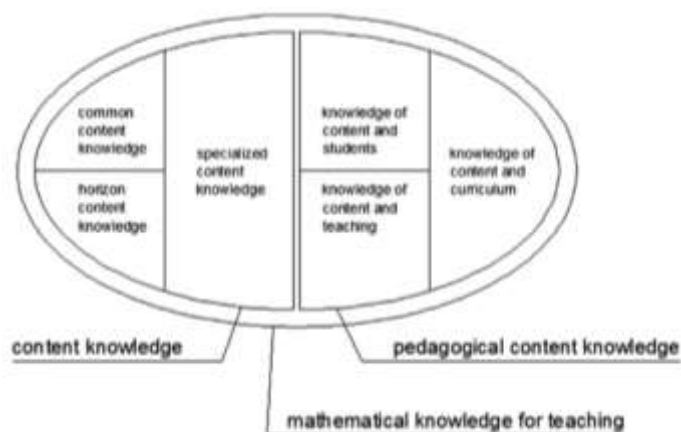 common
content
knowledge
horizon
content
knowledge
specialized
content
knowledge
knowledge of
content and
students
knowledge of
content and
teaching
knowledge of
content and
curriculum
content knowledge
pedagogical content knowledge
mathematical knowledge for teaching